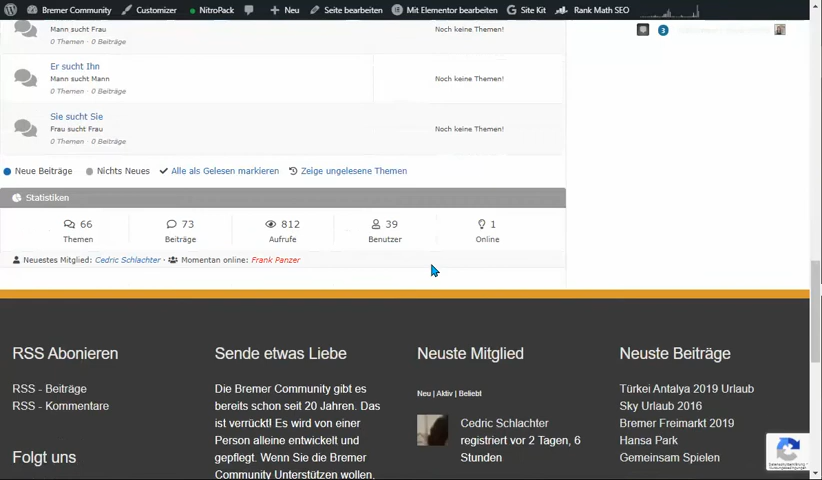 Bremer Community Customizer NitroPack Neu Seite bearbeiten Mit Elementor bearbeiten Site Kit Rank Math SEO
Mann sucht Frau
0 Themen · 0 Beiträge
Noch keine Themen!
3
Er sucht Ihn
Mann sucht Mann
0 Themen · 0 Beiträge
Noch keine Themen!
Sie sucht Sie
Frau sucht Frau
0 Themen · 0 Beiträge
Noch keine Themen!
Neue Beiträge Nichts Neues Alle als Gelesen markieren Zeige ungelesene Themen
Statistiken
66 73 812 39 1
Themen Beiträge Aufrufe Benutzer Online
Neuestes Mitglied: Cedric Schlachter · Momentan online: Frank Panzer
RSS Abonieren
RSS - Beiträge
RSS - Kommentare
Folgt uns
Sende etwas Liebe
Die Bremer Community gibt es
bereits schon seit 20 Jahren. Das
ist verrückt! Es wird von einer
Person alleine entwickelt und
gepflegt. Wenn Sie die Bremer
Community Unterstützen wollen,
Neuste Mitglied
Neu | Aktiv | Beliebt
Cedric Schlachter
registriert vor 2 Tagen, 6
Stunden
Neuste Beiträge
Türkei Antalya 2019 Urlaub
Sky Urlaub 2016
Bremer Freimarkt 2019
Hansa Park
Gemeinsam Spielen